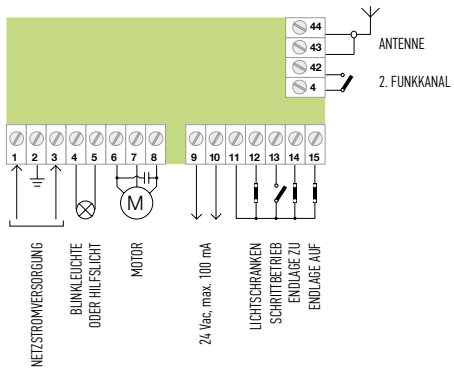 44
43
ANTENNE
42
4
2. FUNKKANAL
1 2 3 4 5 6 7 8 9 10 11 12 13 14 15
M
NETZSTROMVERSORGUNG
BLINKLEUCHTE
ODER HILFSLICHT
MOTOR
24 Vac, max. 100 mA
LICHTSCHRANKEN
SCHRITTBETRIEB
ENDLAGE ZU
ENDLAGE AUF